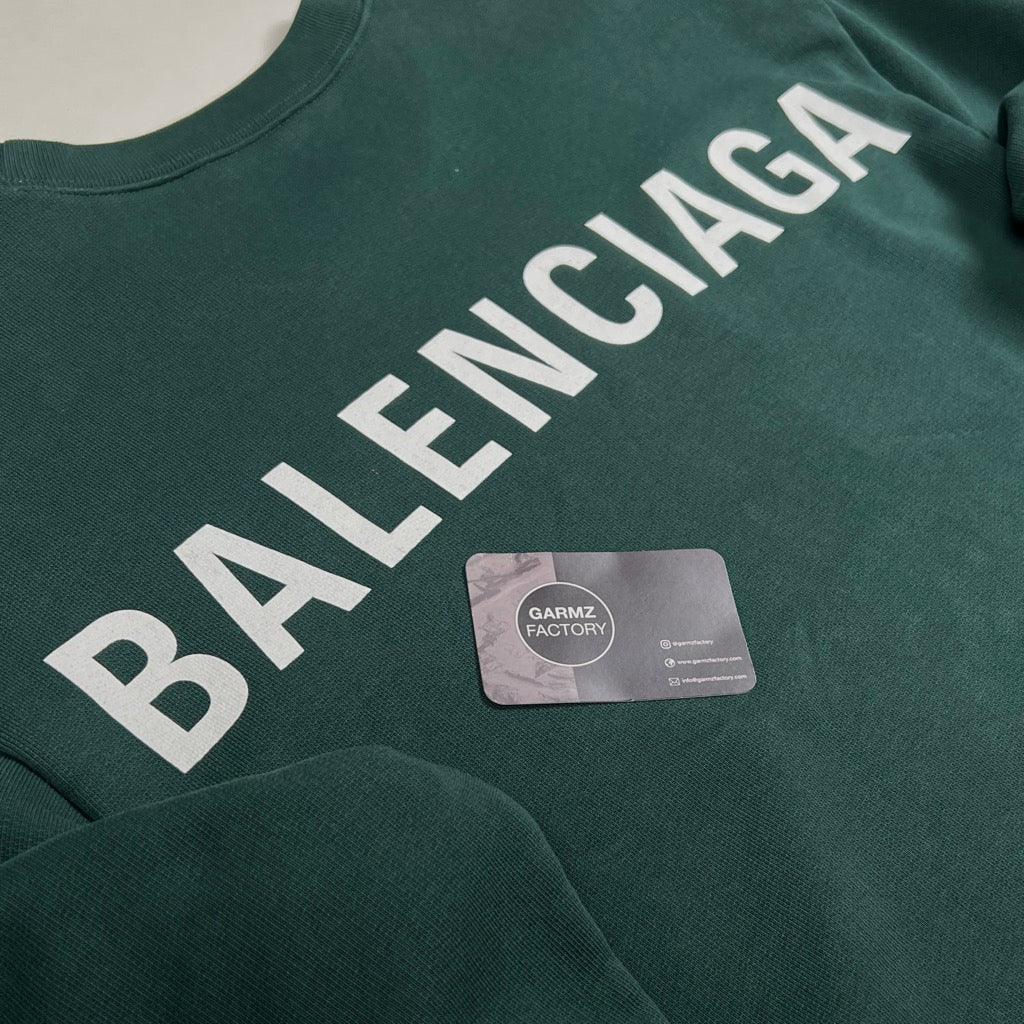 BALENCIAGA
GARMZ
FACTORY
@garmzfactory
www.garmzfactory.com
info@garmzfactory.com